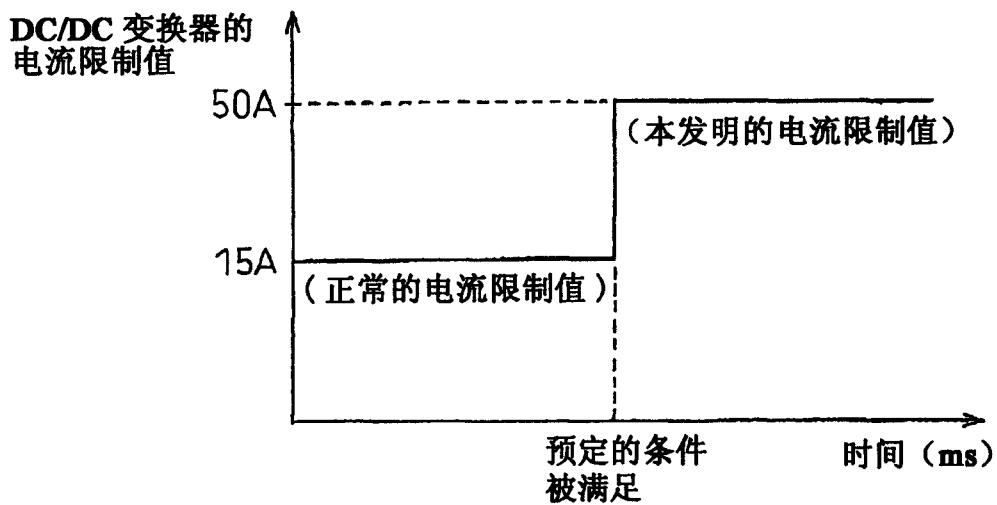 DC/DC 变换器的
电流限制值
50A
（本发明的电流限制值）
15A
（正常的电流限制值）
预定的条件
被满足
时间（ms）